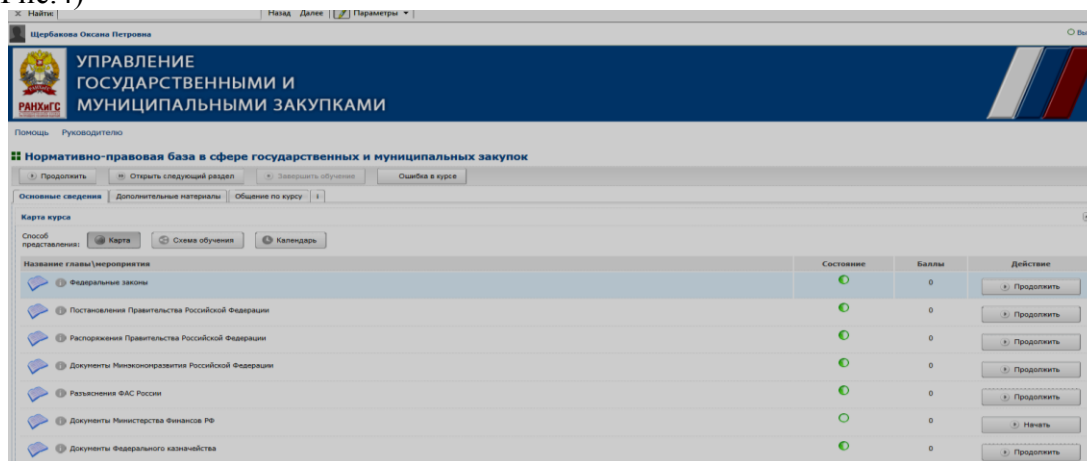 Рис.4)
× Найти: Назад Далее Параметры
Щербакова Оксана Петровна
УПРАВЛЕНИЕ
ГОСУДАРСТВЕННЫМИ И
МУНИЦИПАЛЬНЫМИ ЗАКУПКАМИ
РАНХиГС
Помощь Руководителю
Нормативно-правовая база в сфере государственных и муниципальных закупок
Продолжить Открыть следующий раздел Завершить обучение Ошибка в курсе
Основные сведения Дополнительные материалы Общение по курсу
Карта курса
Способ
представления: Карта Схема обучения Календарь
Название главы\мероприятия Состояние Баллы Действие
Федеральные законы 0 Продолжить
Постановления Правительства Российской Федерации 0 Продолжить
Распоряжения Правительства Российской Федерации 0 Продолжить
Документы Минэкономразвития Российской Федерации 0 Продолжить
Разъяснения ФАС России 0 Продолжить
Документы Министерства Финансов РФ 0 Начать
Документы Федерального казначейства 0 Продолжить